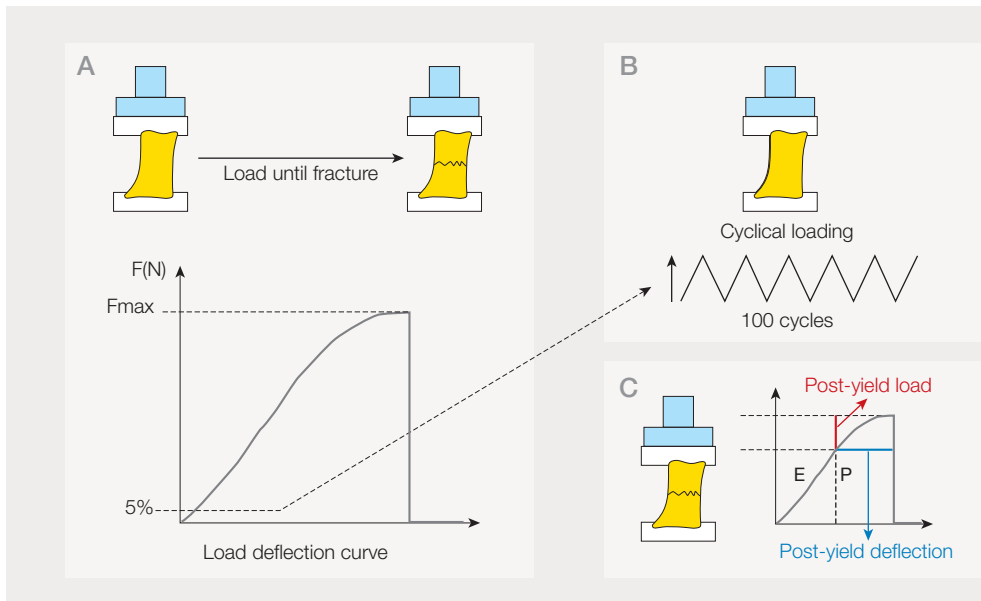 A
Load until fracture
F(N)
Fmax
5%
Load deflection curve
B
Cyclical loading
100 cycles
C
Post-yield load
E
P
Post-yield deflection